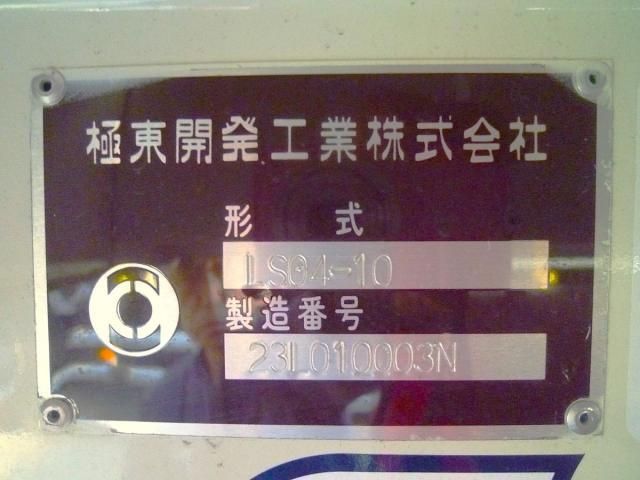 極東開発工業株式会社
形 式
LS04-10
製造番号
23L010003N